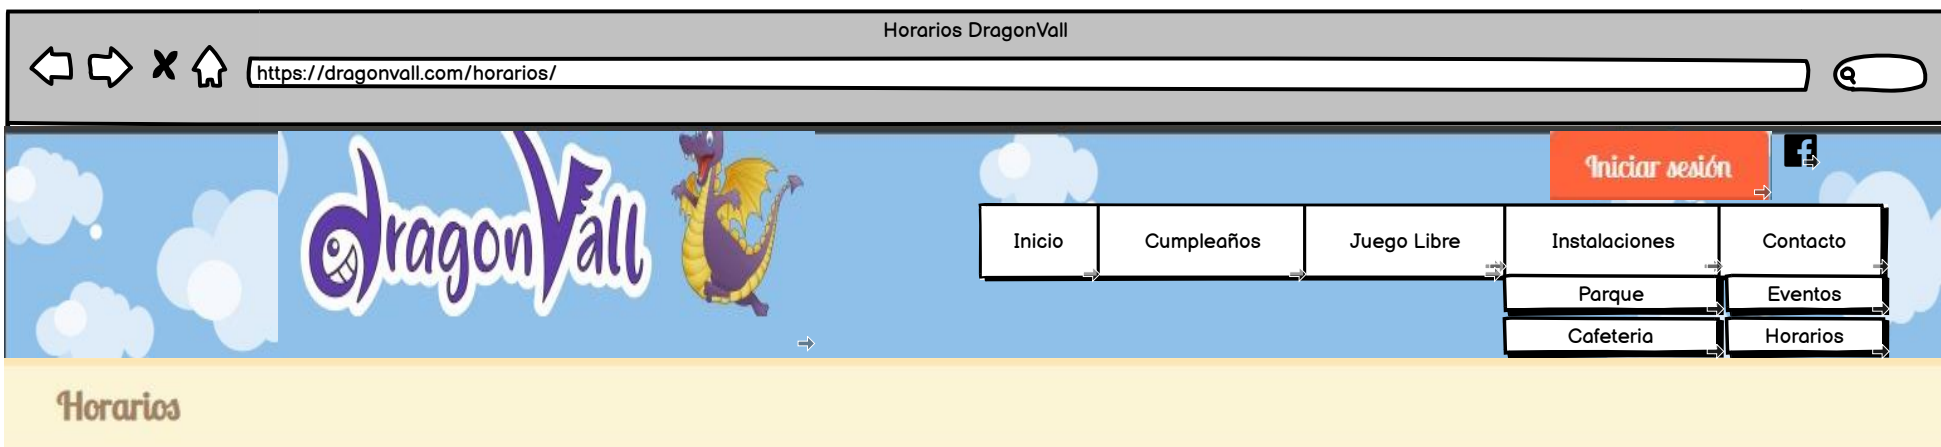 Horarios DragonVall
https://dragonvall.com/horarios/
dragonVall
Iniciar sesión
Inicio
Cumpleaños
Juego Libre
Instalaciones
Contacto
Parque
Eventos
Cafeteria
Horarios
Horarios